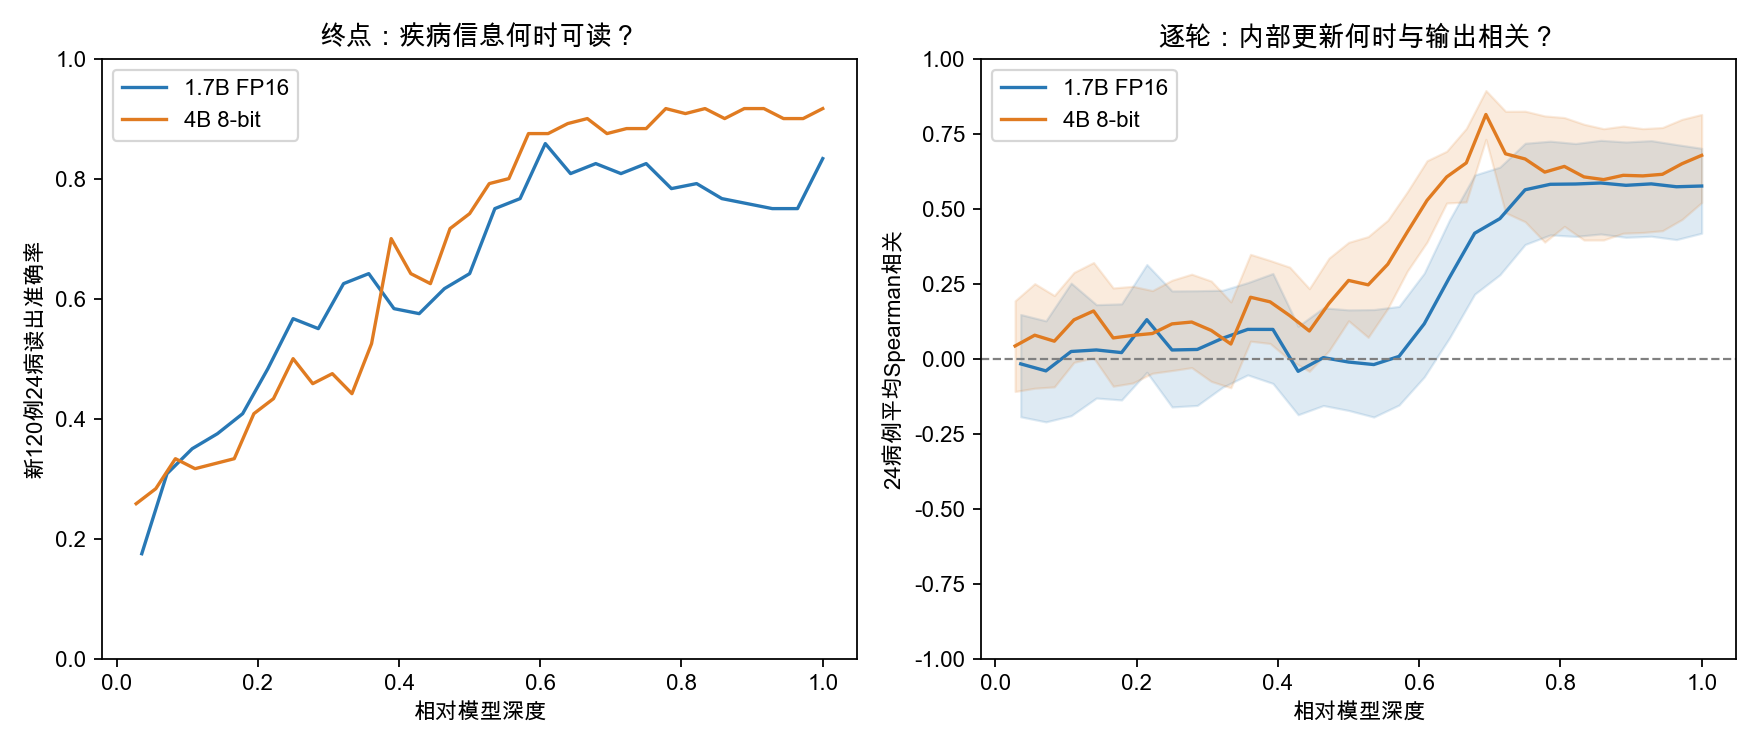 终点：疾病信息何时可读？
1.0
0.8
0.6
0.4
0.2
0.0
新120例24病读出准确率
1.7B FP16
4B 8-bit
0.0
0.2
0.4
0.6
0.8
1.0
相对模型深度
逐轮：内部更新何时与输出相关？
1.00
0.75
0.50
0.25
0.00
-0.25
-0.50
-0.75
-1.00
24病例平均Spearman相关
1.7B FP16
4B 8-bit
0.0
0.2
0.4
0.6
0.8
1.0
相对模型深度